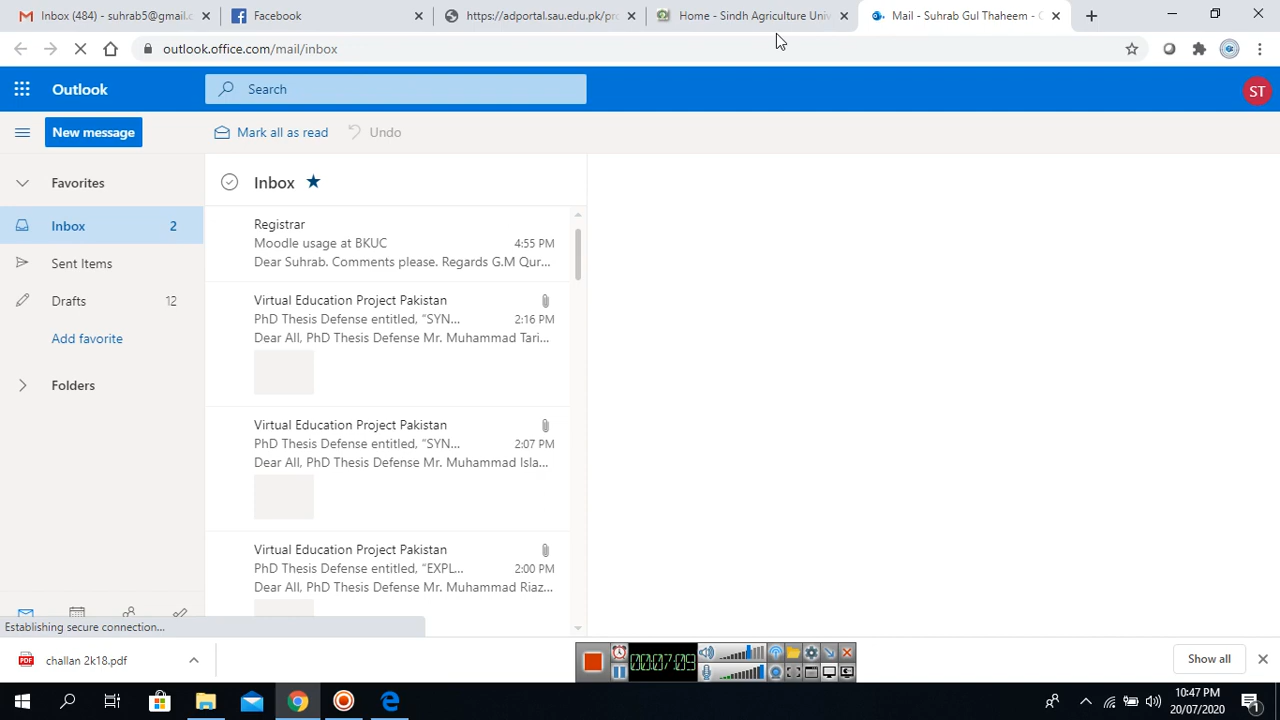 Inbox (484) - suhrab5@gmail.c
Facebook
https://adportal.sau.edu.pk/pro
Home - Sindh Agriculture Univ
Mail - Suhrab Gul Thaheem - O
outlook.office.com/mail/inbox
Outlook
Search
ST
New message
Mark all as read
Undo
Favorites
Inbox 2
Sent Items
Drafts 12
Add favorite
Folders
Inbox
Registrar
Moodle usage at BKUC 4:55 PM
Dear Suhrab. Comments please. Regards G.M Qur...
Virtual Education Project Pakistan
PhD Thesis Defense entitled, "SYN... 2:16 PM
Dear All, PhD Thesis Defense Mr. Muhammad Tari...
Virtual Education Project Pakistan
PhD Thesis Defense entitled, "SYN... 2:07 PM
Dear All, PhD Thesis Defense Mr. Muhammad Isla...
Virtual Education Project Pakistan
PhD Thesis Defense entitled, "EXPL... 2:00 PM
Dear All, PhD Thesis Defense Mr. Muhammad Riaz...
Establishing secure connection...
challan 2k18.pdf
00:07:09
Show all
10:47 PM
20/07/2020
1